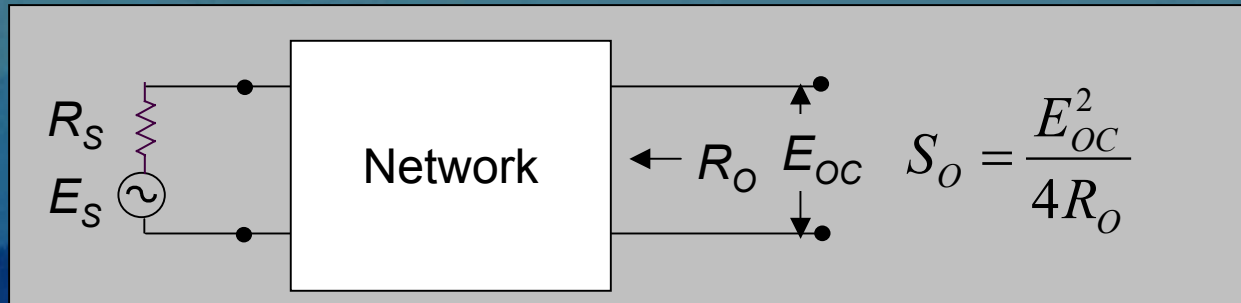 R_S
E_S
Network
R_O
E_OC
S_O = E_OC^2 / 4R_O